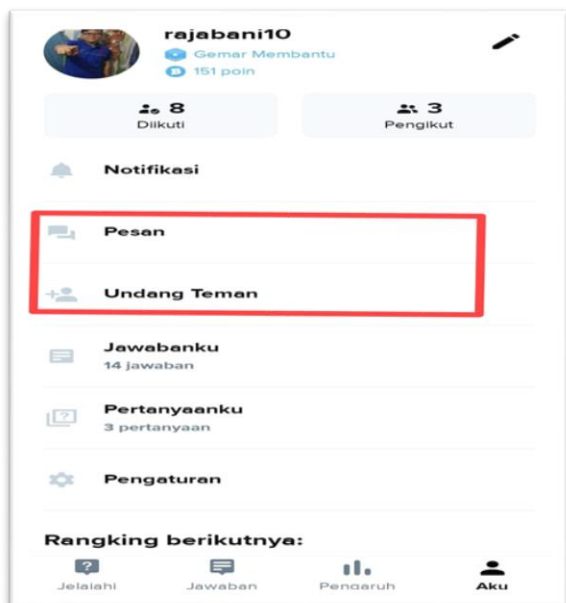 rajabani10
Gemar Membantu
151 poin
8
Diikuti
3
Pengikut
Notifikasi
Pesan
Undang Teman
Jawabanku
14 jawaban
Pertanyaanku
3 pertanyaan
Pengaturan
Rangking berikutnya:
Jelajahi
Jawaban
Pengaruh
Aku